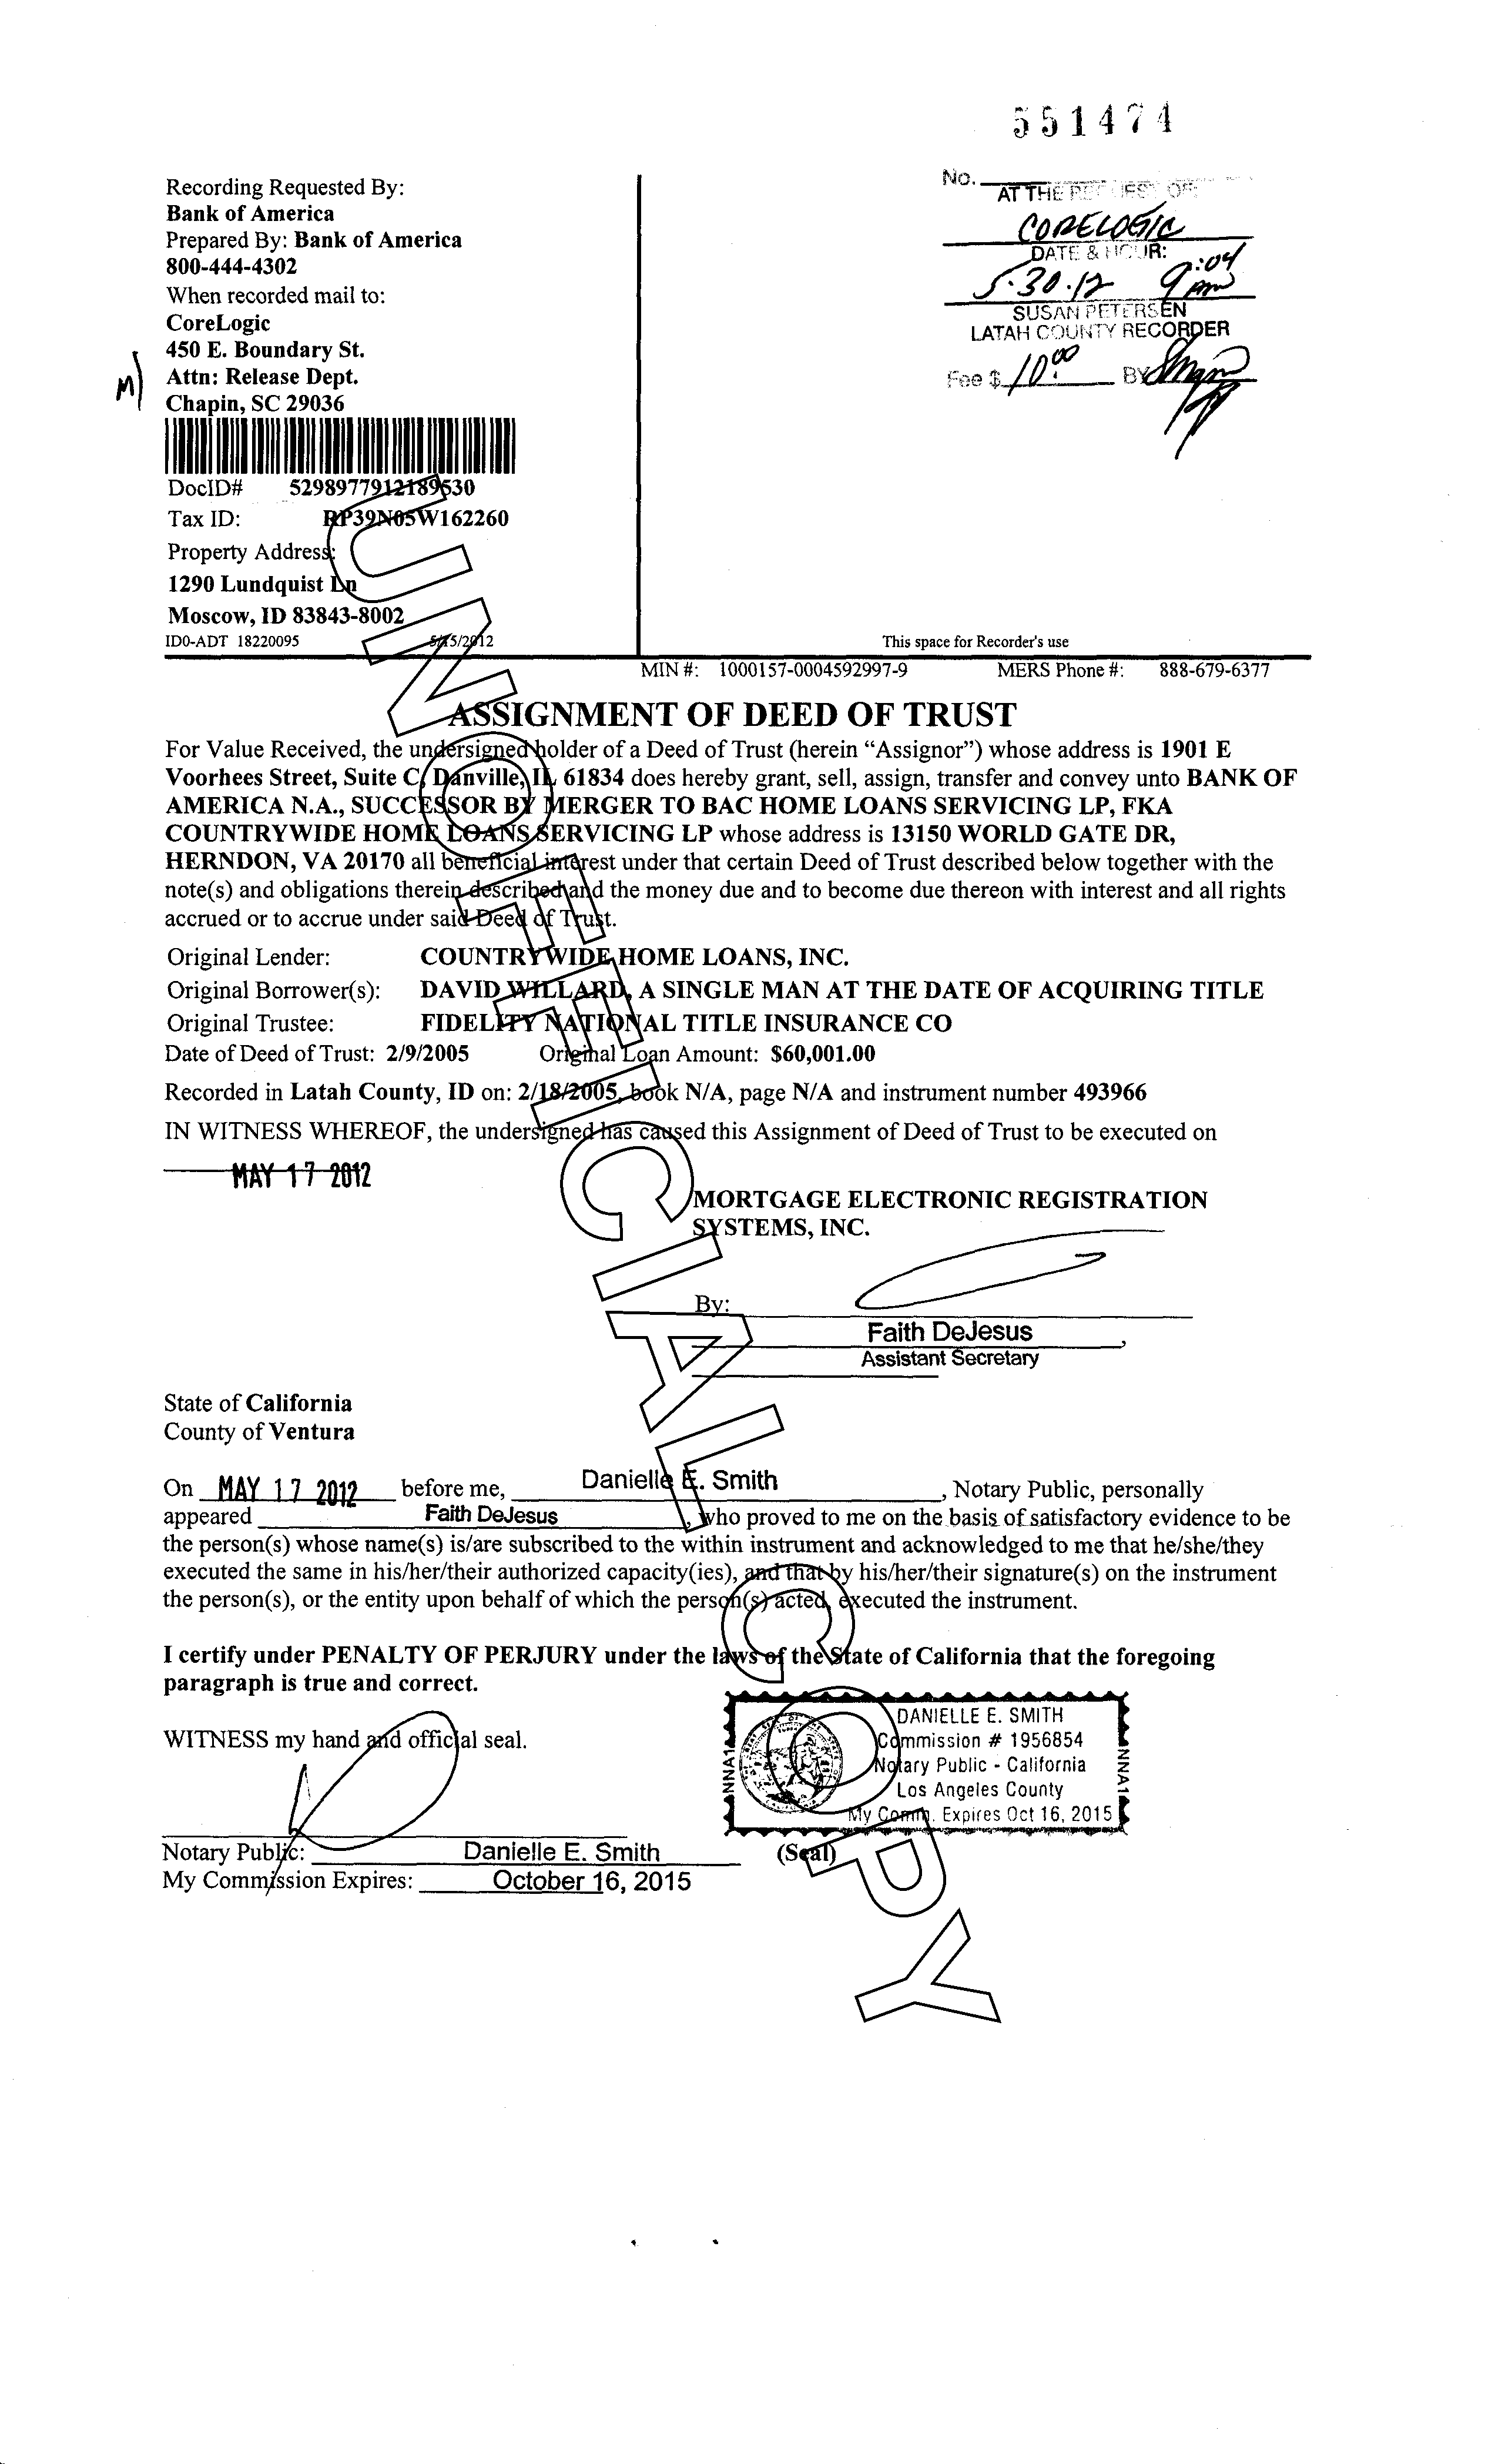 551474
Recording Requested By:
Bank of America
Prepared By: Bank of America
800-444-4302
When recorded mail to:
CoreLogic
450 E. Boundary St.
Attn: Release Dept.
Chapin, SC 29036
M)
No.
AT THE REQUEST OF:
CORELOGIC
DATE & HOUR:
5.30.12 9:04 AM
SUSAN PETERSEN
LATAH COUNTY RECORDER
Fee $ 10.00 BY
DocID# 5298977912189630
Tax ID: RP39N05W162260
Property Address:
1290 Lundquist Ln
Moscow, ID 83843-8002
ID0-ADT 18220095 5/15/2012
This space for Recorder's use
MIN #: 1000157-0004592997-9 MERS Phone #: 888-679-6377
ASSIGNMENT OF DEED OF TRUST
For Value Received, the undersigned holder of a Deed of Trust (herein “Assignor”) whose address is 1901 E
Voorhees Street, Suite C, Danville, IL 61834 does hereby grant, sell, assign, transfer and convey unto BANK OF
AMERICA N.A., SUCCESSOR BY MERGER TO BAC HOME LOANS SERVICING LP, FKA
COUNTRYWIDE HOME LOANS SERVICING LP whose address is 13150 WORLD GATE DR,
HERNDON, VA 20170 all beneficial interest under that certain Deed of Trust described below together with the
note(s) and obligations therein described and the money due and to become due thereon with interest and all rights
accrued or to accrue under said Deed of Trust.
Original Lender: COUNTRYWIDE HOME LOANS, INC.
Original Borrower(s): DAVID WILLARD, A SINGLE MAN AT THE DATE OF ACQUIRING TITLE
Original Trustee: FIDELITY NATIONAL TITLE INSURANCE CO
Date of Deed of Trust: 2/9/2005 Original Loan Amount: $60,001.00
Recorded in Latah County, ID on: 2/18/2005, book N/A, page N/A and instrument number 493966
IN WITNESS WHEREOF, the undersigned has caused this Assignment of Deed of Trust to be executed on
MAY 17 2012
MORTGAGE ELECTRONIC REGISTRATION
SYSTEMS, INC.
By:
Faith DeJesus,
Assistant Secretary
State of California
County of Ventura
On MAY 17 2012 before me, Danielle E. Smith, Notary Public, personally
appeared Faith DeJesus, who proved to me on the basis of satisfactory evidence to be
the person(s) whose name(s) is/are subscribed to the within instrument and acknowledged to me that he/she/they
executed the same in his/her/their authorized capacity(ies), and that by his/her/their signature(s) on the instrument
the person(s), or the entity upon behalf of which the person(s) acted, executed the instrument.
I certify under PENALTY OF PERJURY under the laws of the State of California that the foregoing
paragraph is true and correct.
WITNESS my hand and official seal.
DANIELLE E. SMITH
Commission # 1956854
Notary Public - California
Los Angeles County
My Comm. Expires Oct 16, 2015
NNA1
NNA1
Notary Public: Danielle E. Smith (Seal)
My Commission Expires: October 16, 2015
UNOFFICIAL COPY